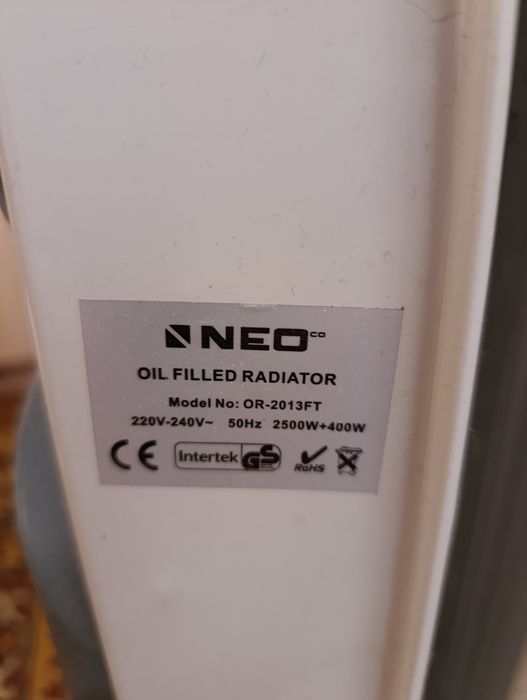 NEO CO
OIL FILLED RADIATOR
Model No: OR-2013FT
220V-240V~ 50Hz 2500W+400W
CE Intertek GS RoHS